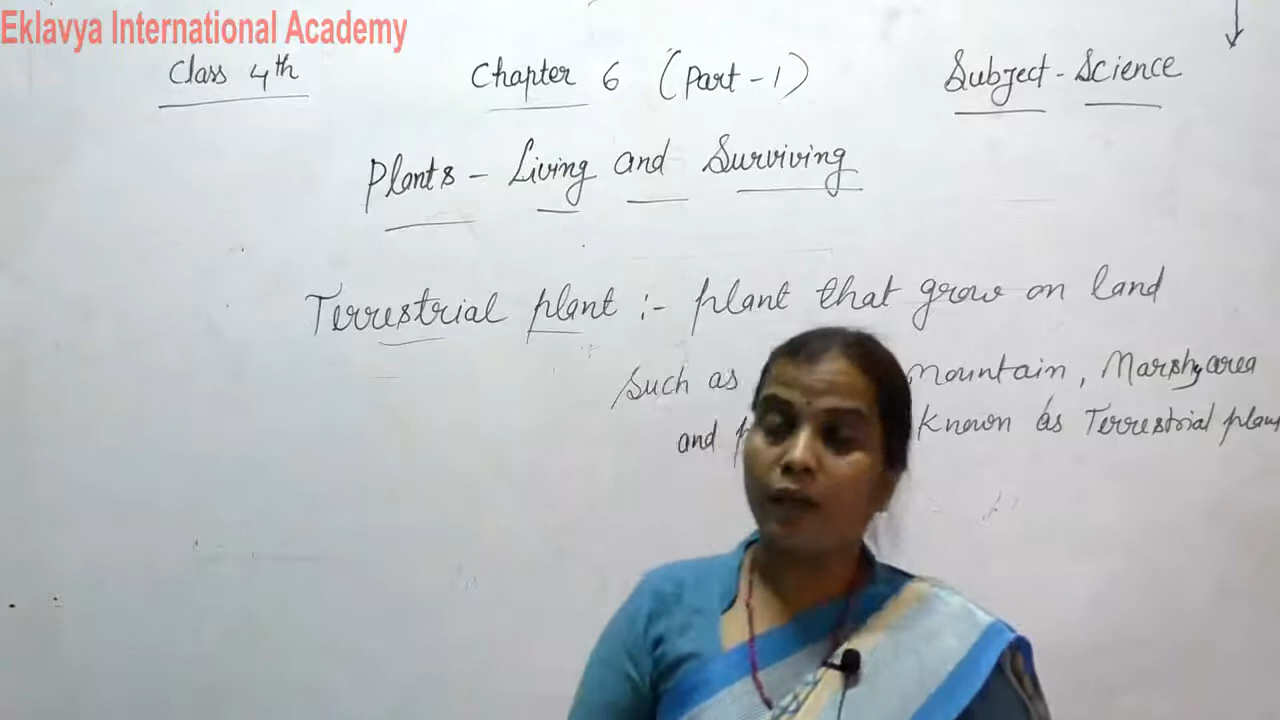 Eklavya International Academy
Class 4th Chapter 6 (Part-1) Subject - Science
Plants - Living and Surviving
Terrestrial plant :- plant that grow on land
such as mountain, Marshy area
and known as Terrestrial plant